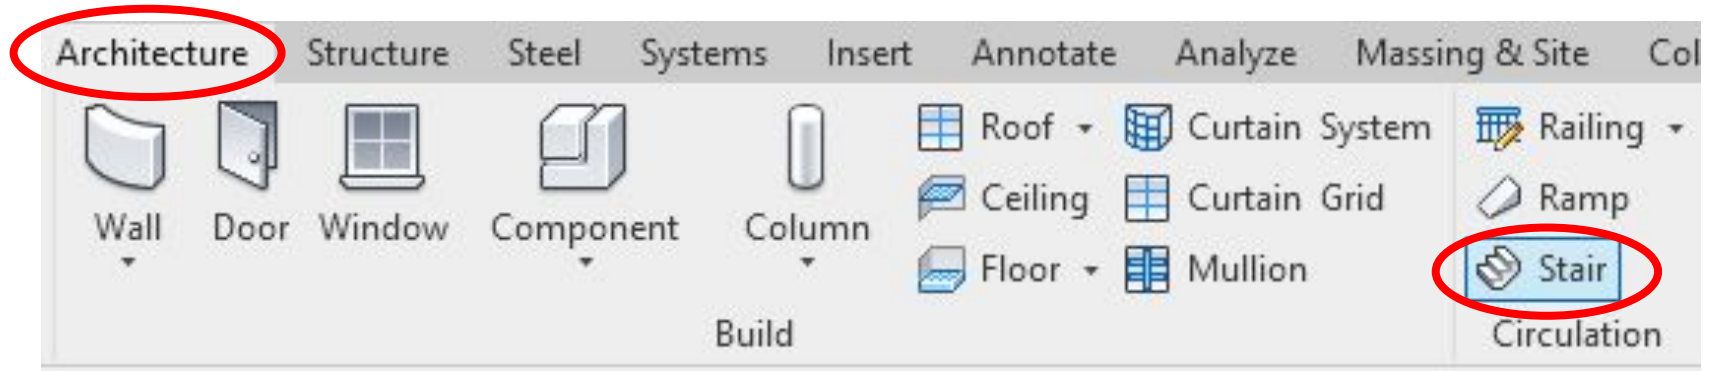 Architecture Structure Steel Systems Insert Annotate Analyze Massing & Site Col
Wall Door Window Component Column
Roof Curtain System Railing
Ceiling Curtain Grid Ramp
Floor Mullion Stair
Build Circulation